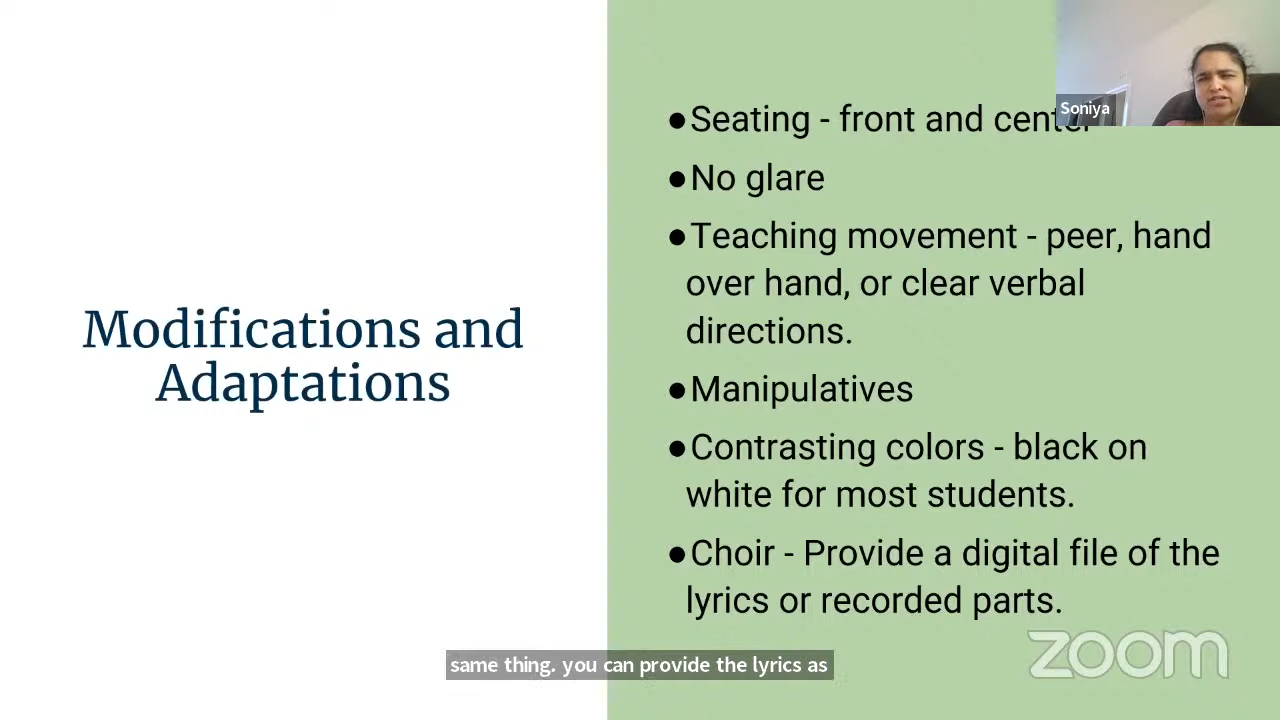 Soniya
Modifications and
Adaptations
●Seating - front and center
●No glare
●Teaching movement - peer, hand
over hand, or clear verbal
directions.
●Manipulatives
●Contrasting colors - black on
white for most students.
●Choir - Provide a digital file of the
lyrics or recorded parts.
same thing. you can provide the lyrics as
zoom